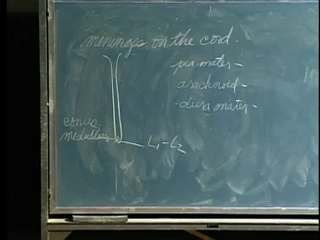 meninges on the cord.
pia mater-
arachnoid-
-dura mater-
conus
medullaris
L1-L2